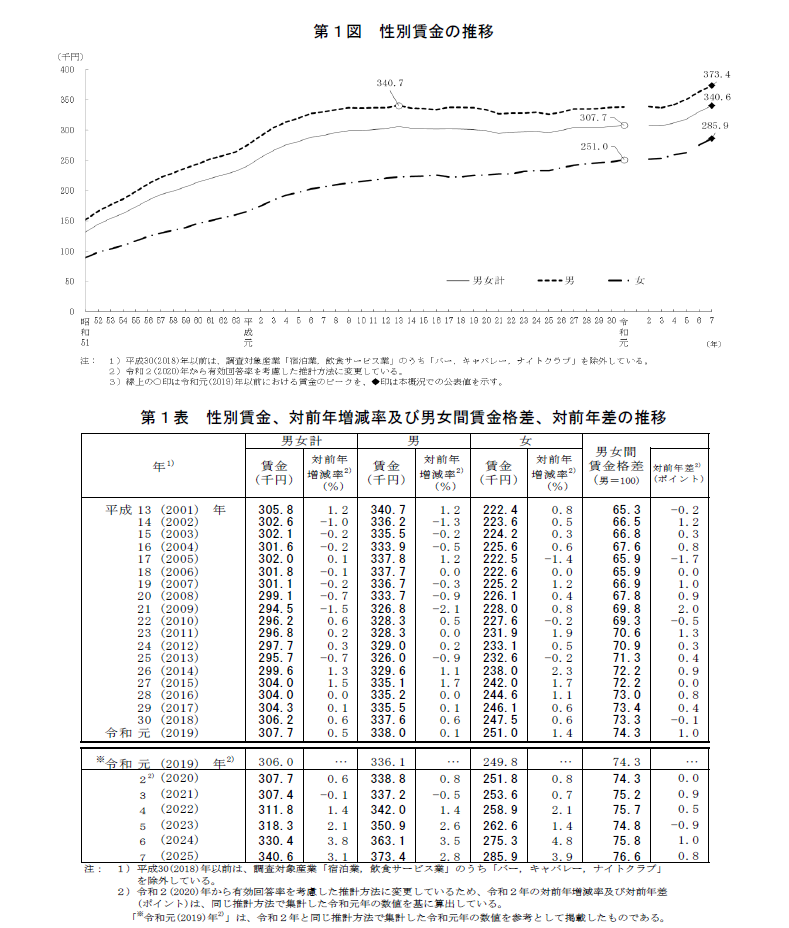 第１図　性別賃金の推移
（千円）
400
350
300
250
200
150
100
50
0
340.7
373.4
340.6
307.7
285.9
251.0
男女計 男 女
昭和51 52 53 54 55 56 57 58 59 60 61 62 63 平成元 2 3 4 5 6 7 8 9 10 11 12 13 14 15 16 17 18 19 20 21 22 23 24 25 26 27 28 29 30 令和元 2 3 4 5 6 7
（年）
注：　１）平成30(2018)年以前は、調査対象産業「宿泊業，飲食サービス業」のうち「バー，キャバレー，ナイトクラブ」を除外している。
２）令和２(2020)年から有効回答率を考慮した推計方法に変更している。
３）線上の○印は令和元(2019)年以前における賃金のピークを、◆印は本概況での公表値を示す。
第１表　性別賃金、対前年増減率及び男女間賃金格差、対前年差の推移
年1) 男女計 男 女 男女間賃金格差（男＝100） 対前年差2)（ポイント）
賃金（千円） 対前年増減率2)（％） 賃金（千円） 対前年増減率2)（％） 賃金（千円） 対前年増減率2)（％）
平成 13 (2001) 年 305.8 1.2 340.7 1.2 222.4 0.8 65.3 −0.2
14 (2002) 302.6 −1.0 336.2 −1.3 223.6 0.5 66.5 1.2
15 (2003) 302.1 −0.2 335.5 −0.2 224.2 0.3 66.8 0.3
16 (2004) 301.6 −0.2 333.9 −0.5 225.6 0.6 67.6 0.8
17 (2005) 302.0 0.1 337.8 1.2 222.5 −1.4 65.9 −1.7
18 (2006) 301.8 −0.1 337.7 0.0 222.6 0.0 65.9 0.0
19 (2007) 301.1 −0.2 336.7 −0.3 225.2 1.2 66.9 1.0
20 (2008) 299.1 −0.7 333.7 −0.9 226.1 0.4 67.8 0.9
21 (2009) 294.5 −1.5 326.8 −2.1 228.0 0.8 69.8 2.0
22 (2010) 296.2 0.6 328.3 0.5 227.6 −0.2 69.3 −0.5
23 (2011) 296.8 0.2 328.3 0.0 231.9 1.9 70.6 1.3
24 (2012) 297.7 0.3 329.0 0.2 233.1 0.5 70.9 0.3
25 (2013) 295.7 −0.7 326.0 −0.9 232.6 −0.2 71.3 0.4
26 (2014) 299.6 1.3 329.6 1.1 238.0 2.3 72.2 0.9
27 (2015) 304.0 1.5 335.1 1.7 242.0 1.7 72.2 0.0
28 (2016) 304.0 0.0 335.2 0.0 244.6 1.1 73.0 0.8
29 (2017) 304.3 0.1 335.5 0.1 246.1 0.6 73.4 0.4
30 (2018) 306.2 0.6 337.6 0.6 247.5 0.6 73.3 −0.1
令和 元 (2019) 307.7 0.5 338.0 0.1 251.0 1.4 74.3 1.0
※令和 元 (2019) 年2) 306.0 … 336.1 … 249.8 … 74.3 …
2 2) (2020) 307.7 0.6 338.8 0.8 251.8 0.8 74.3 0.0
3 (2021) 307.4 −0.1 337.2 −0.5 253.6 0.7 75.2 0.9
4 (2022) 311.8 1.4 342.0 1.4 258.9 2.1 75.7 0.5
5 (2023) 318.3 2.1 350.9 2.6 262.6 1.4 74.8 −0.9
6 (2024) 330.4 3.8 363.1 3.5 275.3 4.8 75.8 1.0
7 (2025) 340.6 3.1 373.4 2.8 285.9 3.9 76.6 0.8
注：　１）平成30(2018)年以前は、調査対象産業「宿泊業，飲食サービス業」のうち「バー，キャバレー，ナイトクラブ」
を除外している。
２）令和２(2020)年から有効回答率を考慮した推計方法に変更しているため、令和２年の対前年増減率及び対前年差
(ポイント)は、同じ推計方法で集計した令和元年の数値を基に算出している。
「※令和元(2019)年2)」は、令和２年と同じ推計方法で集計した令和元年の数値を参考として掲載したものである。